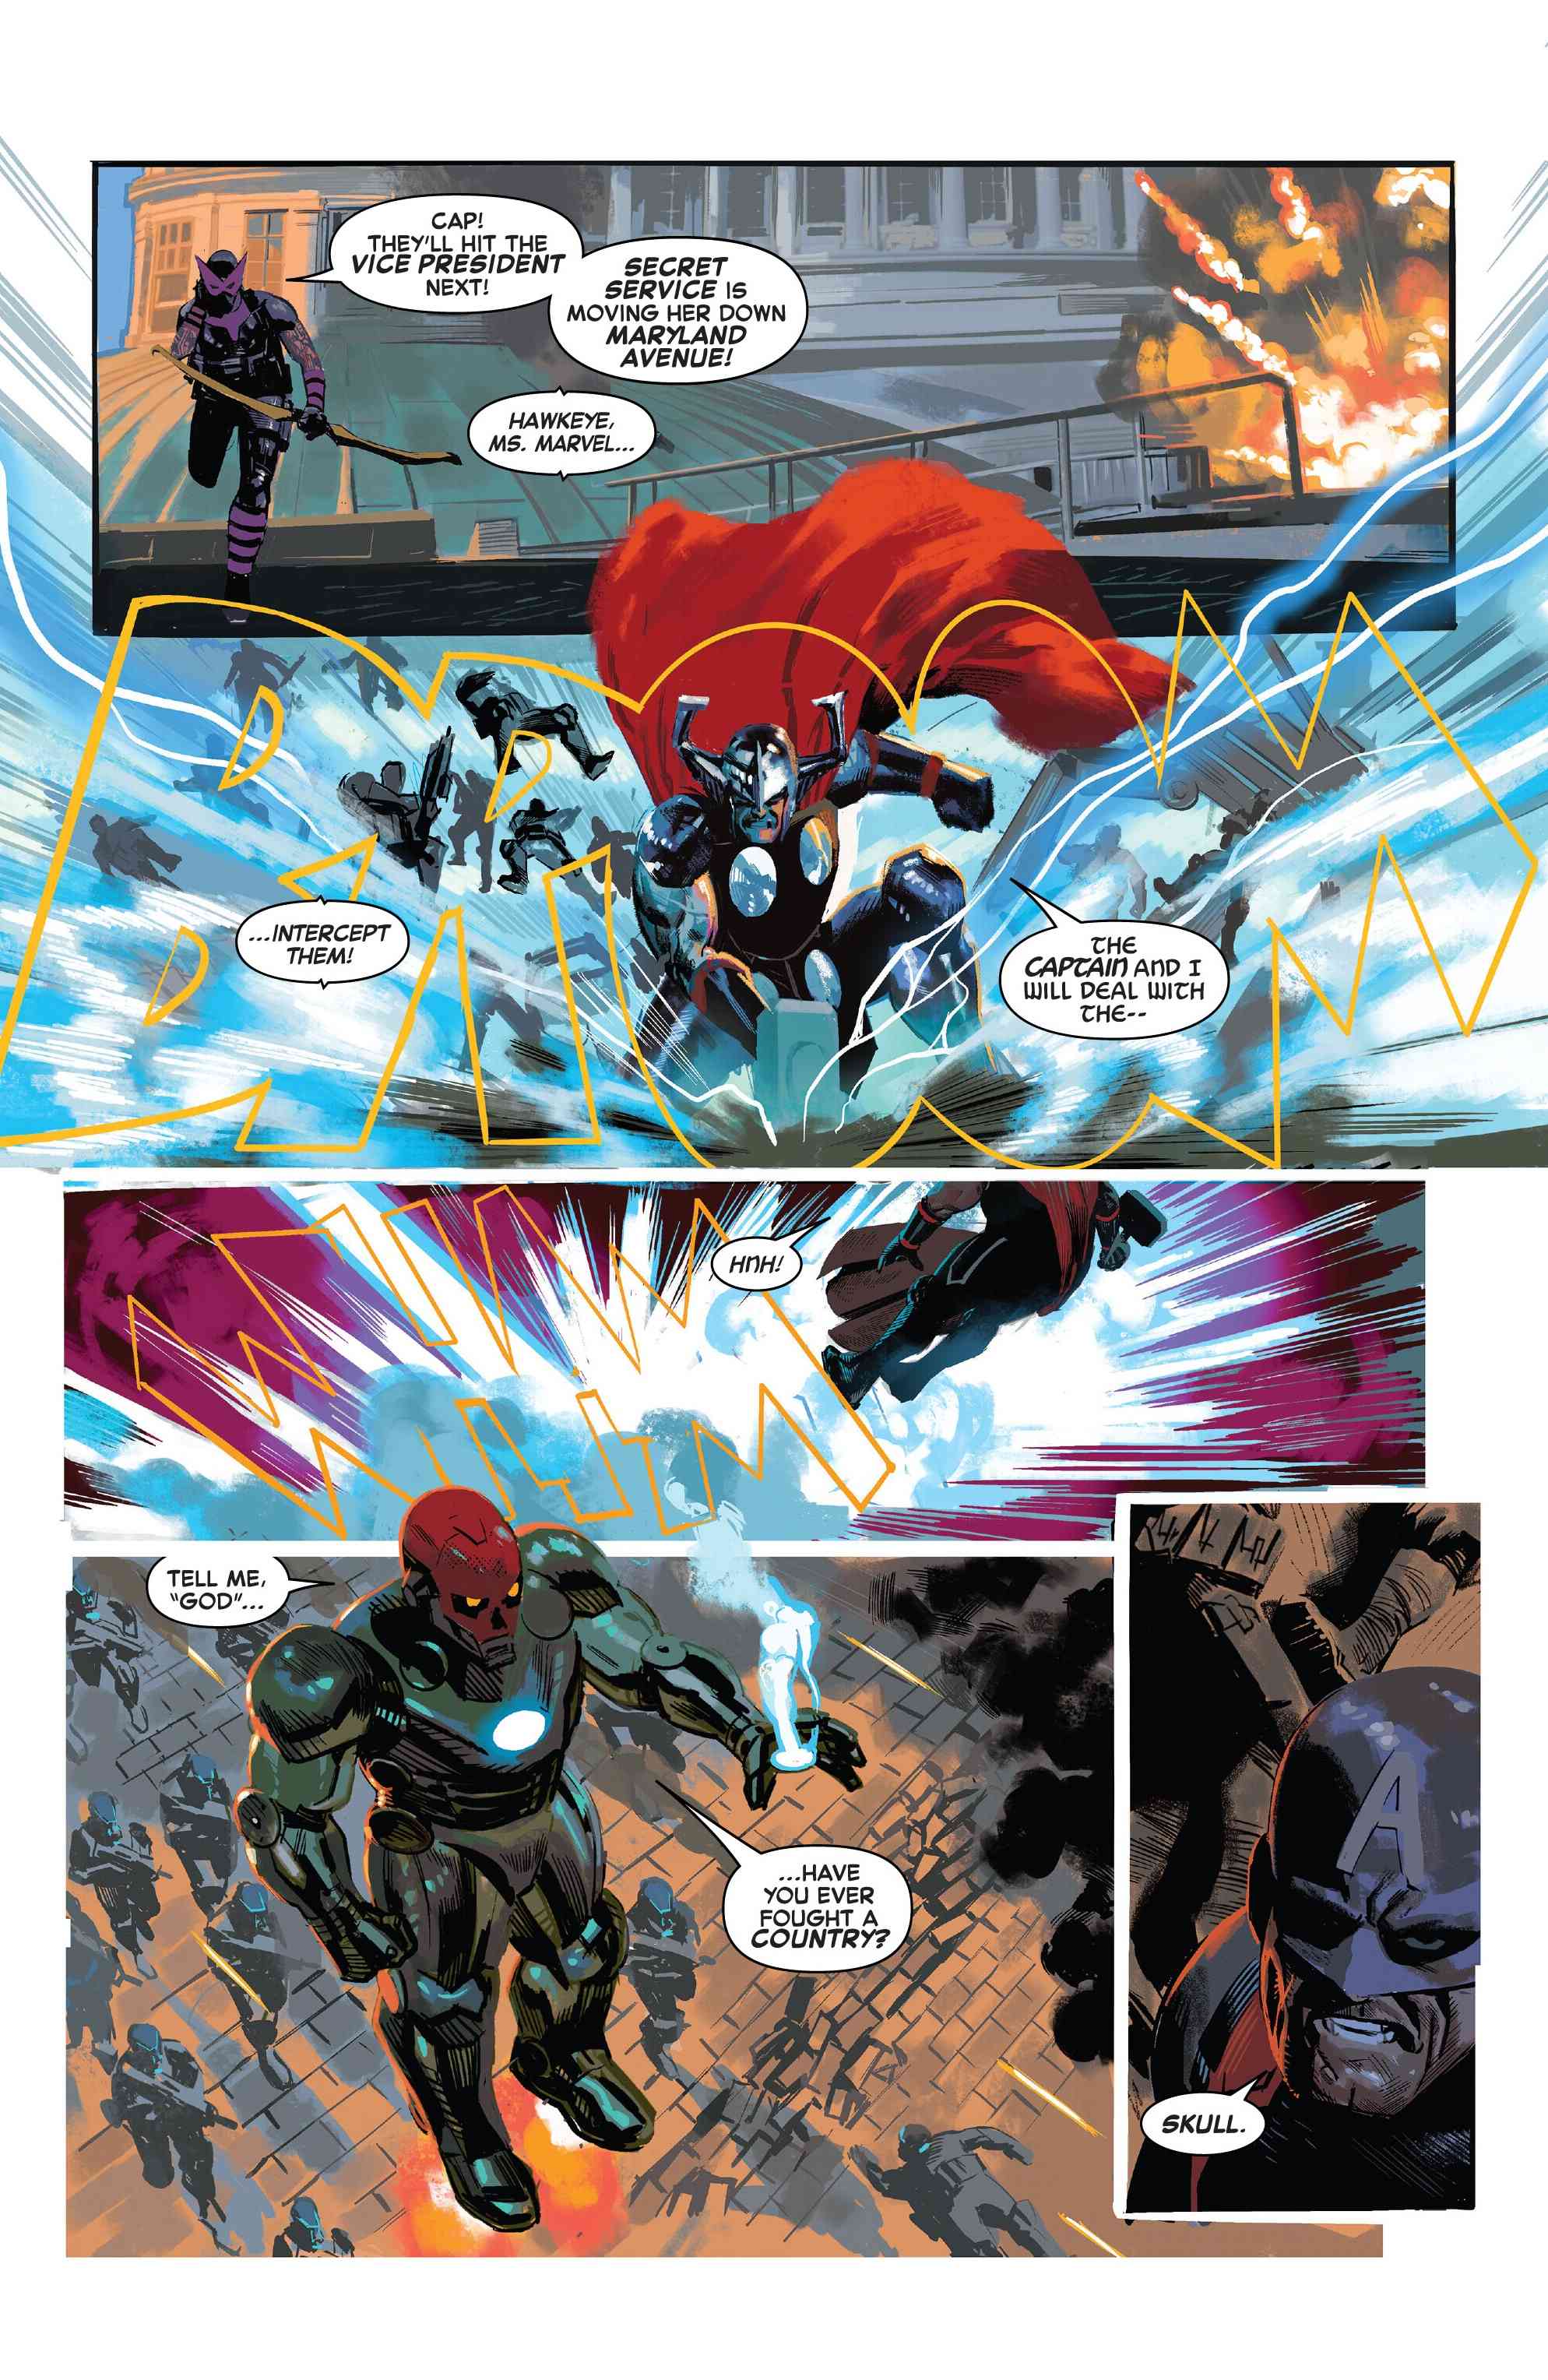 CAP!
THEY'LL HIT THE
VICE PRESIDENT
NEXT!
SECRET
SERVICE IS
MOVING HER DOWN
MARYLAND
AVENUE!
HAWKEYE,
MS. MARVEL...
...INTERCEPT
THEM!
THE
CAPTAIN AND I
WILL DEAL WITH
THE--
HNH!
TELL ME,
"GOD"...
...HAVE
YOU EVER
FOUGHT A
COUNTRY?
A
SKULL.